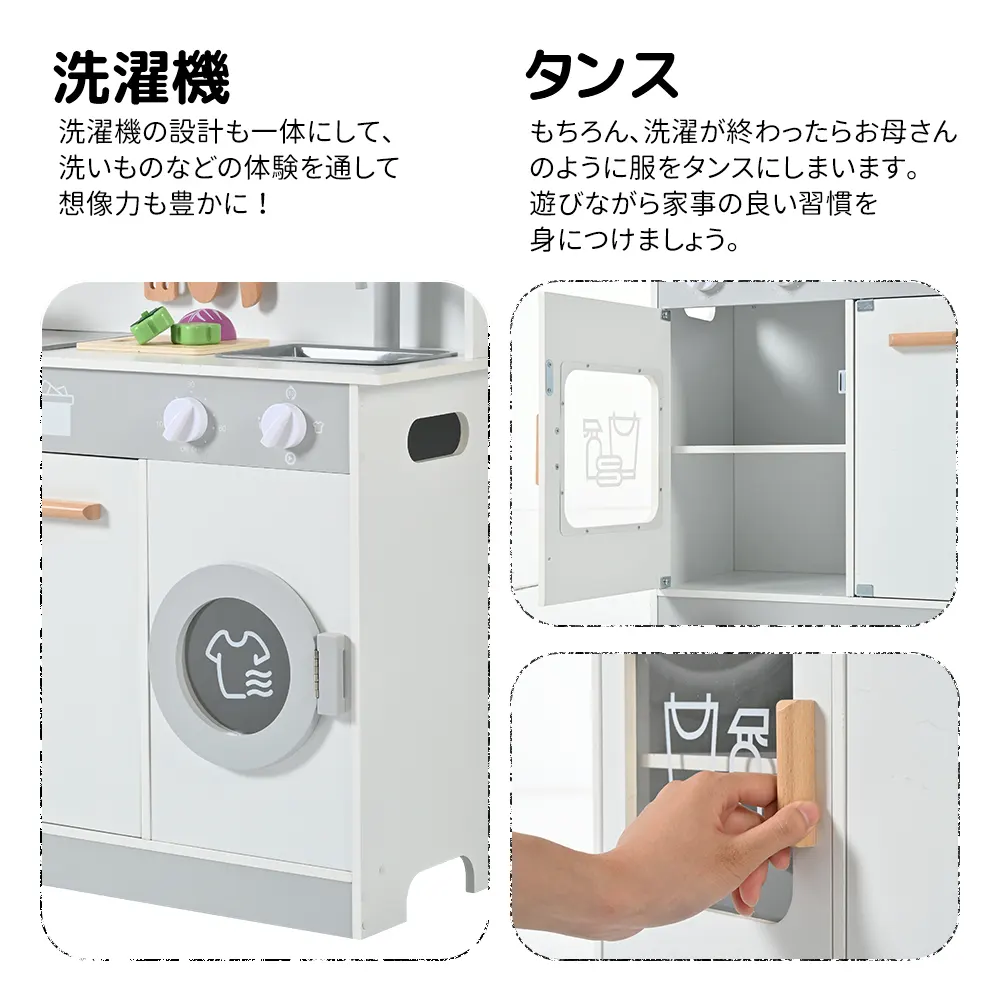 洗濯機
洗濯機の設計も一体にして、
洗いものなどの体験を通して
想像力も豊かに！
タンス
もちろん、洗濯が終わったらお母さん
のように服をタンスにしまいます。
遊びながら家事の良い習慣を
身につけましょう。